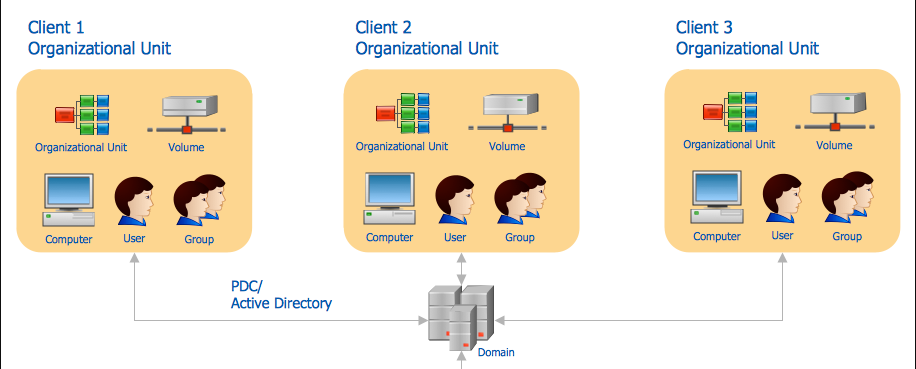 Client 1
Organizational Unit
Client 2
Organizational Unit
Client 3
Organizational Unit
Organizational Unit
Volume
Organizational Unit
Volume
Organizational Unit
Volume
Computer
User
Group
Computer
User
Group
Computer
User
Group
PDC/
Active Directory
Domain